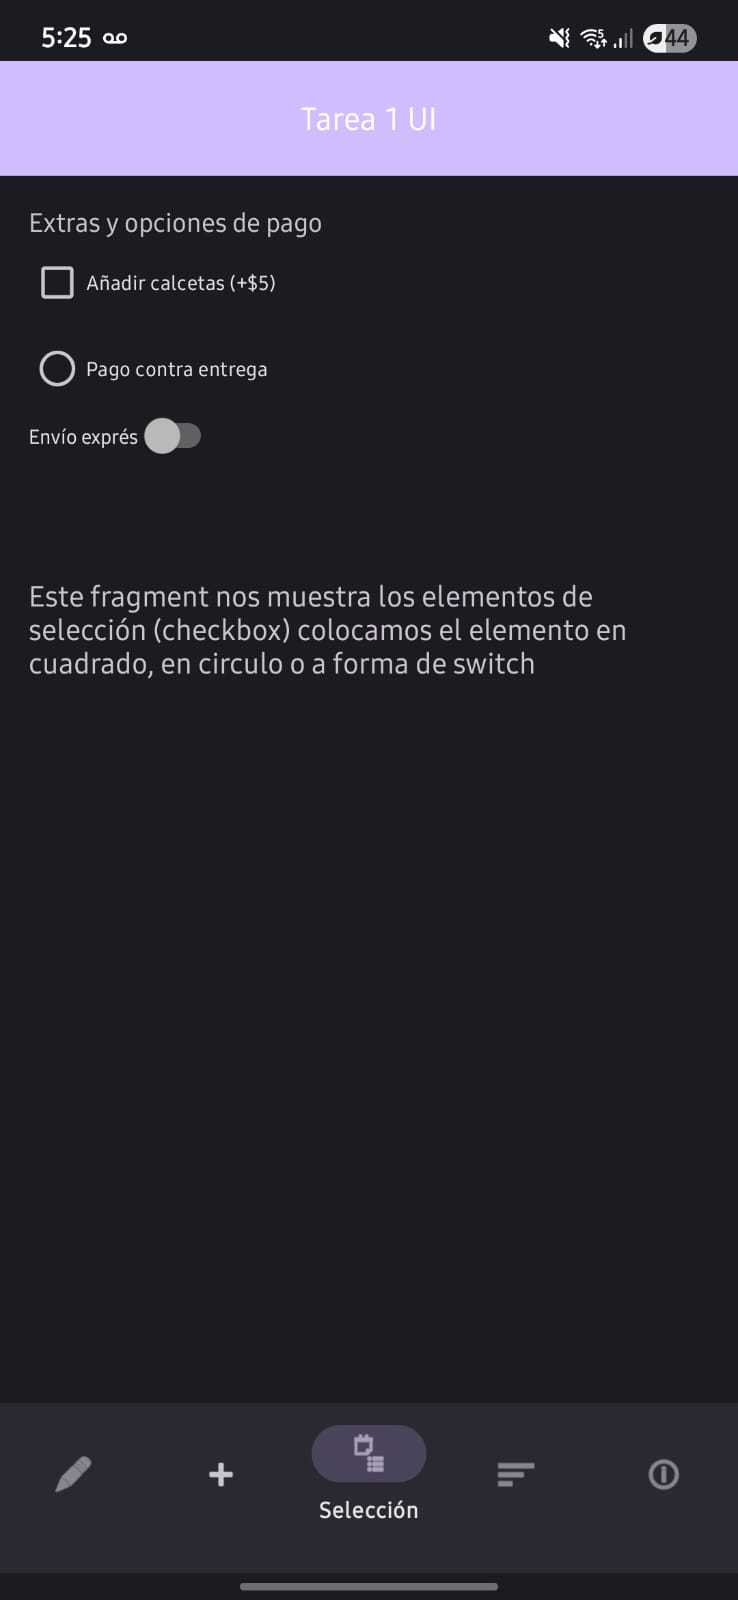 5:25
44
Tarea 1 UI
Extras y opciones de pago
Añadir calcetas (+$5)
Pago contra entrega
Envío exprés
Este fragment nos muestra los elementos de
selección (checkbox) colocamos el elemento en
cuadrado, en circulo o a forma de switch
Selección